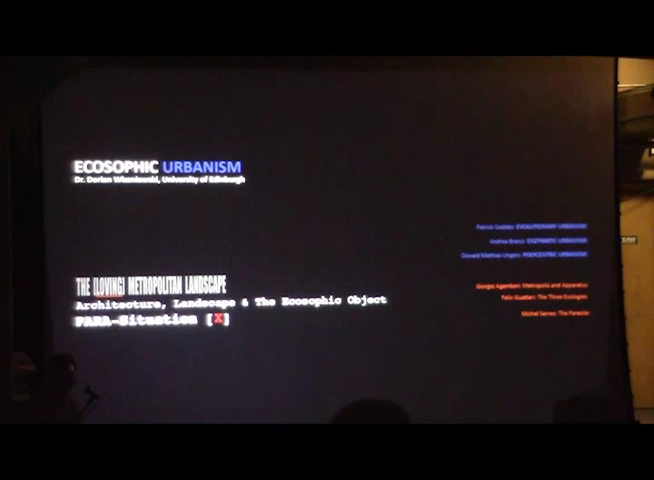 ECOSOPHIC URBANISM
Dr. Dorian Wiszniewski, University of Edinburgh
Patrick Geddes: EVOLUTIONARY URBANISM
Andrea Branzi: ENZYMATIC URBANISM
Oswald Mathias Ungers: POLYCENTRIC URBANISM
THE [LOVING] METROPOLITAN LANDSCAPE
Architecture, Landscape & The Ecosophic Object
PARA-Situation [X]
Giorgio Agamben: Metropolis and Apparatus
Felix Guattari: The Three Ecologies
Michel Serres: The Parasite